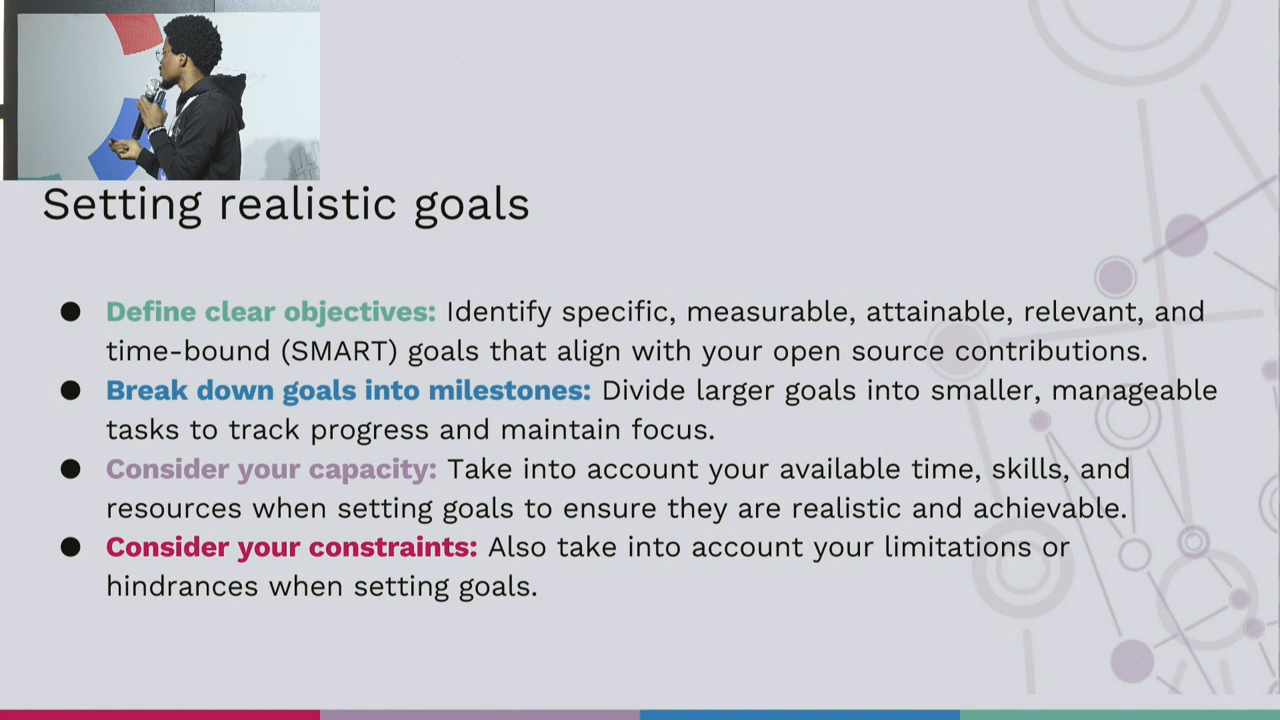 Setting realistic goals
● Define clear objectives: Identify specific, measurable, attainable, relevant, and
time-bound (SMART) goals that align with your open source contributions.
● Break down goals into milestones: Divide larger goals into smaller, manageable
tasks to track progress and maintain focus.
● Consider your capacity: Take into account your available time, skills, and
resources when setting goals to ensure they are realistic and achievable.
● Consider your constraints: Also take into account your limitations or
hindrances when setting goals.